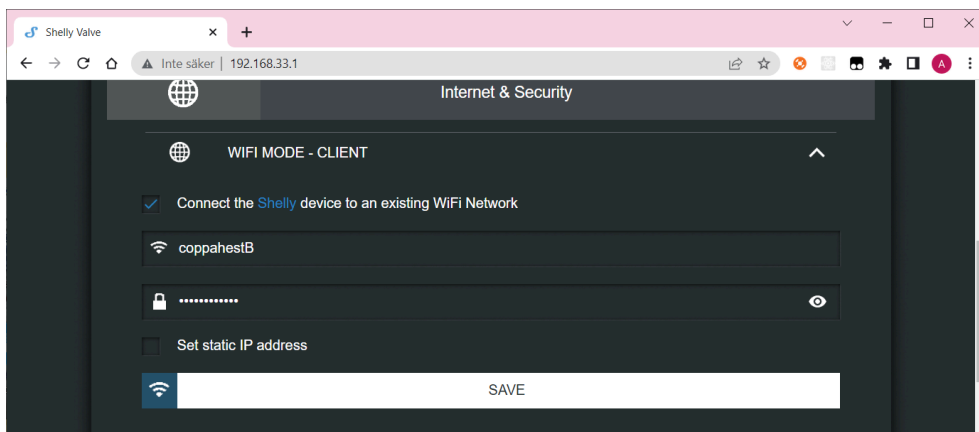 Shelly Valve
Inte säker | 192.168.33.1
A
Internet & Security
WIFI MODE - CLIENT
Connect the Shelly device to an existing WiFi Network
coppahestB
••••••••••••
Set static IP address
SAVE